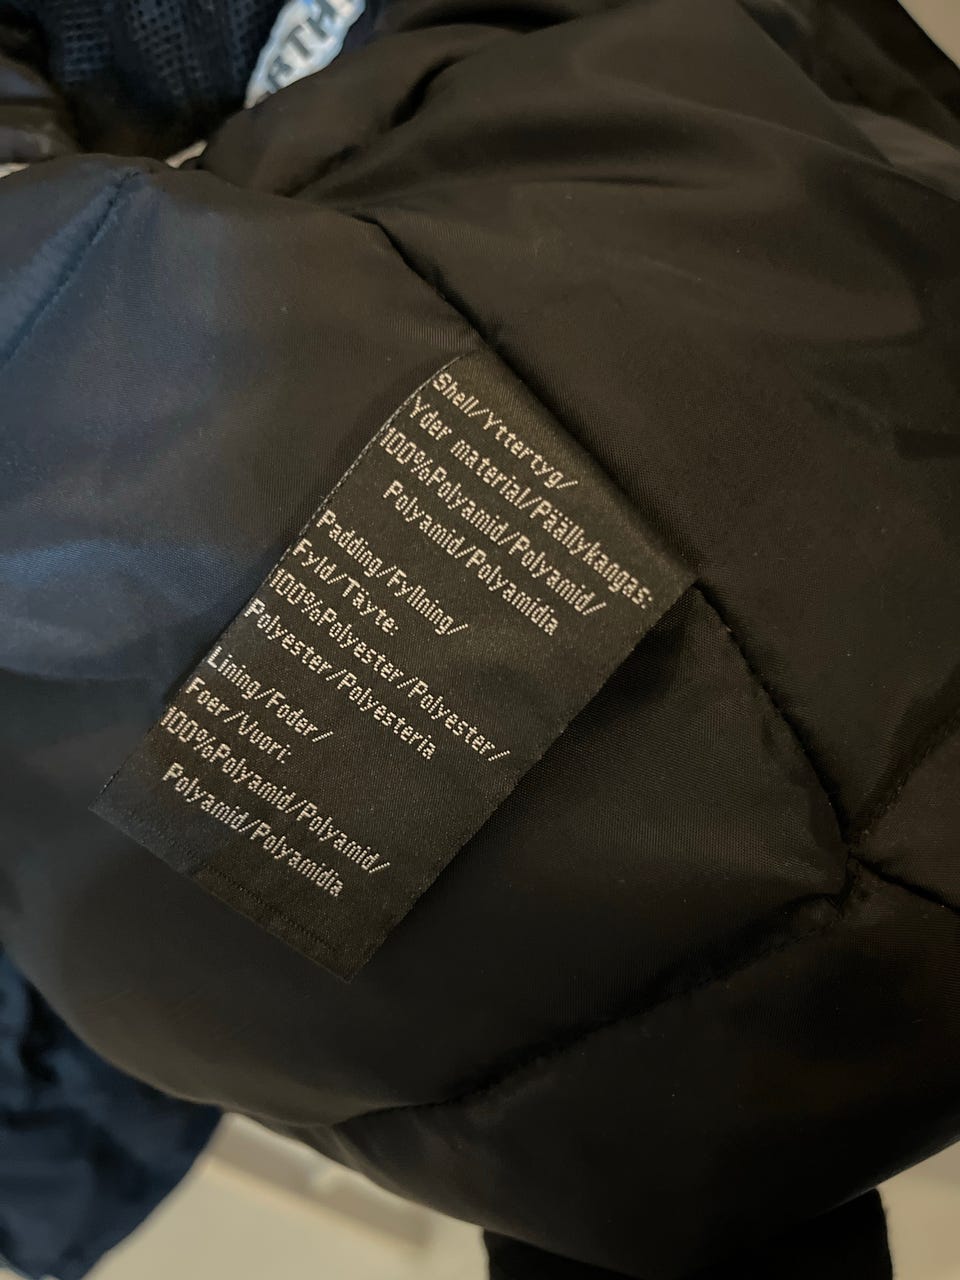 Shell/Yttertyg/
Yder material/Päällykangas:
100%Polyamid/Polyamid/
Polyamid/Polyamidia
Padding/Fyllning/
Fyld/Täyte:
100%Polyester/Polyester/
Polyester/Polyesteria
Lining/Foder/
Foer/Vuori:
100%Polyamid/Polyamid/
Polyamid/Polyamidia